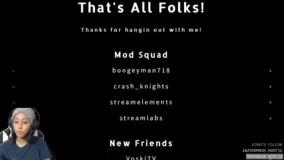 That's All Folks!
Thanks for hangin out with me!
Mod Squad
boogeyman718
crash_knights
streamelements
streamlabs
New Friends
VoskiTV